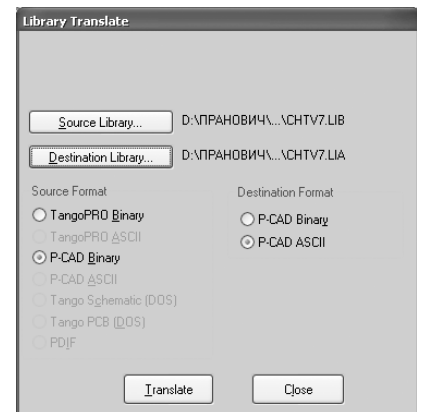 Library Translate
Source Library... D:\ПРАНОВИЧ\...\CHTV7.LIB
Destination Library... D:\ПРАНОВИЧ\...\CHTV7.LIA
Source Format Destination Format
TangoPRO Binary P-CAD Binary
TangoPRO ASCII P-CAD ASCII
P-CAD Binary
P-CAD ASCII
Tango Schematic (DOS)
Tango PCB (DOS)
PDIF
Translate Close